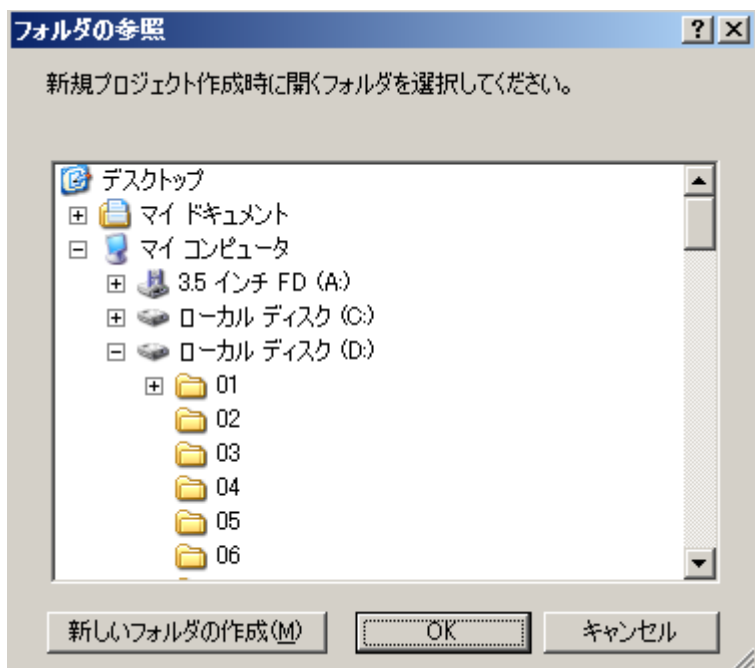 フォルダの参照
新規プロジェクト作成時に開くフォルダを選択してください。
デスクトップ
マイ ドキュメント
マイ コンピュータ
3.5 インチ FD (A:)
ローカル ディスク (C:)
ローカル ディスク (D:)
01
02
03
04
05
06
新しいフォルダの作成(M)
OK
キャンセル